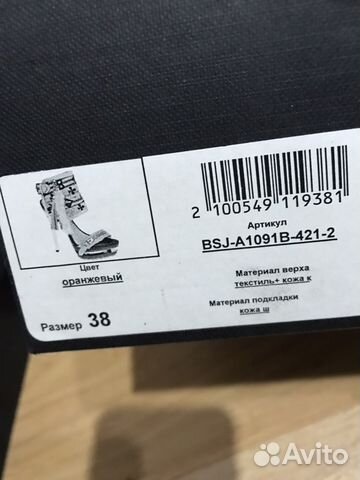 2 100549 119381
Артикул
BSJ-A1091B-421-2
Цвет
оранжевый
Материал верха
текстиль+ кожа к
Материал подкладки
кожа ш
Размер 38
Avito